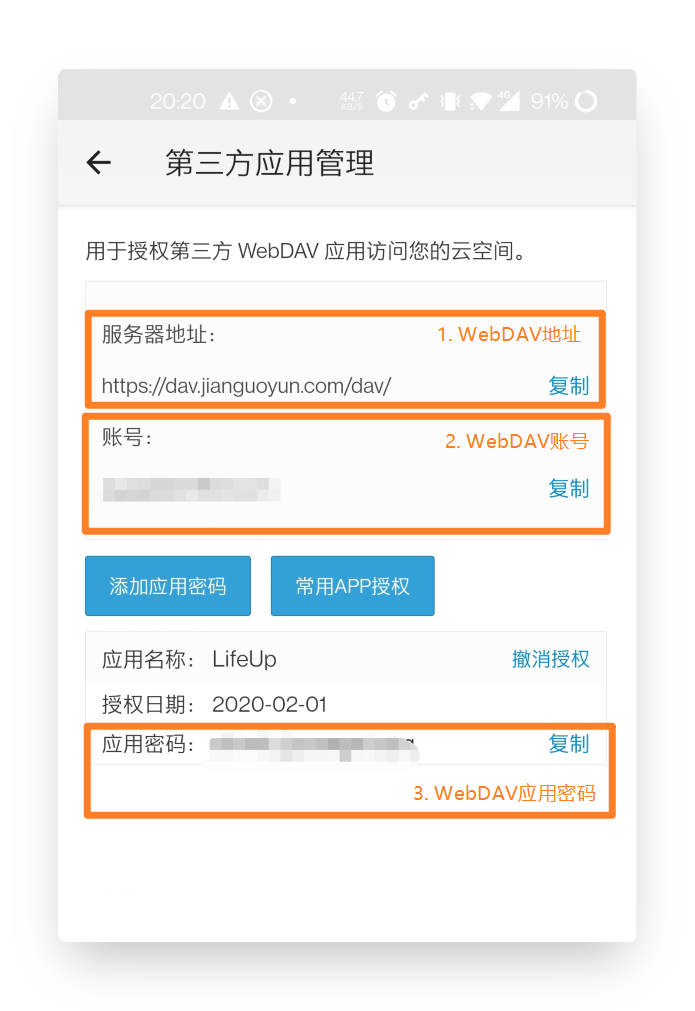 20:20 44.7 KB/S 4G 91%
第三方应用管理
用于授权第三方 WebDAV 应用访问您的云空间。
服务器地址： 1. WebDAV地址
https://dav.jianguoyun.com/dav/ 复制
账号： 2. WebDAV账号
复制
添加应用密码 常用APP授权
应用名称： LifeUp 撤消授权
授权日期： 2020-02-01
应用密码： 复制
3. WebDAV应用密码